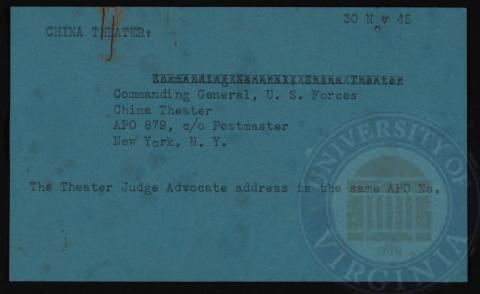 30 Nov 45
CHINA THEATER:
Commanding General, U. S. Forces
China Theater
APO 879, c/o Postmaster
New York, N. Y.
The Theater Judge Advocate address is the same APO No.
UNIVERSITY OF VIRGINIA
1819